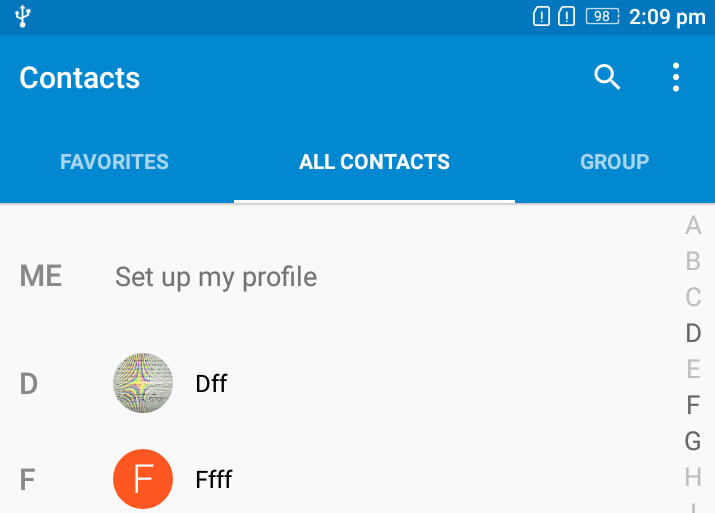 98 2:09 pm
Contacts
FAVORITES ALL CONTACTS GROUP
A
ME Set up my profile
B
C
D
D Dff
E
F
G
F F Ffff
H